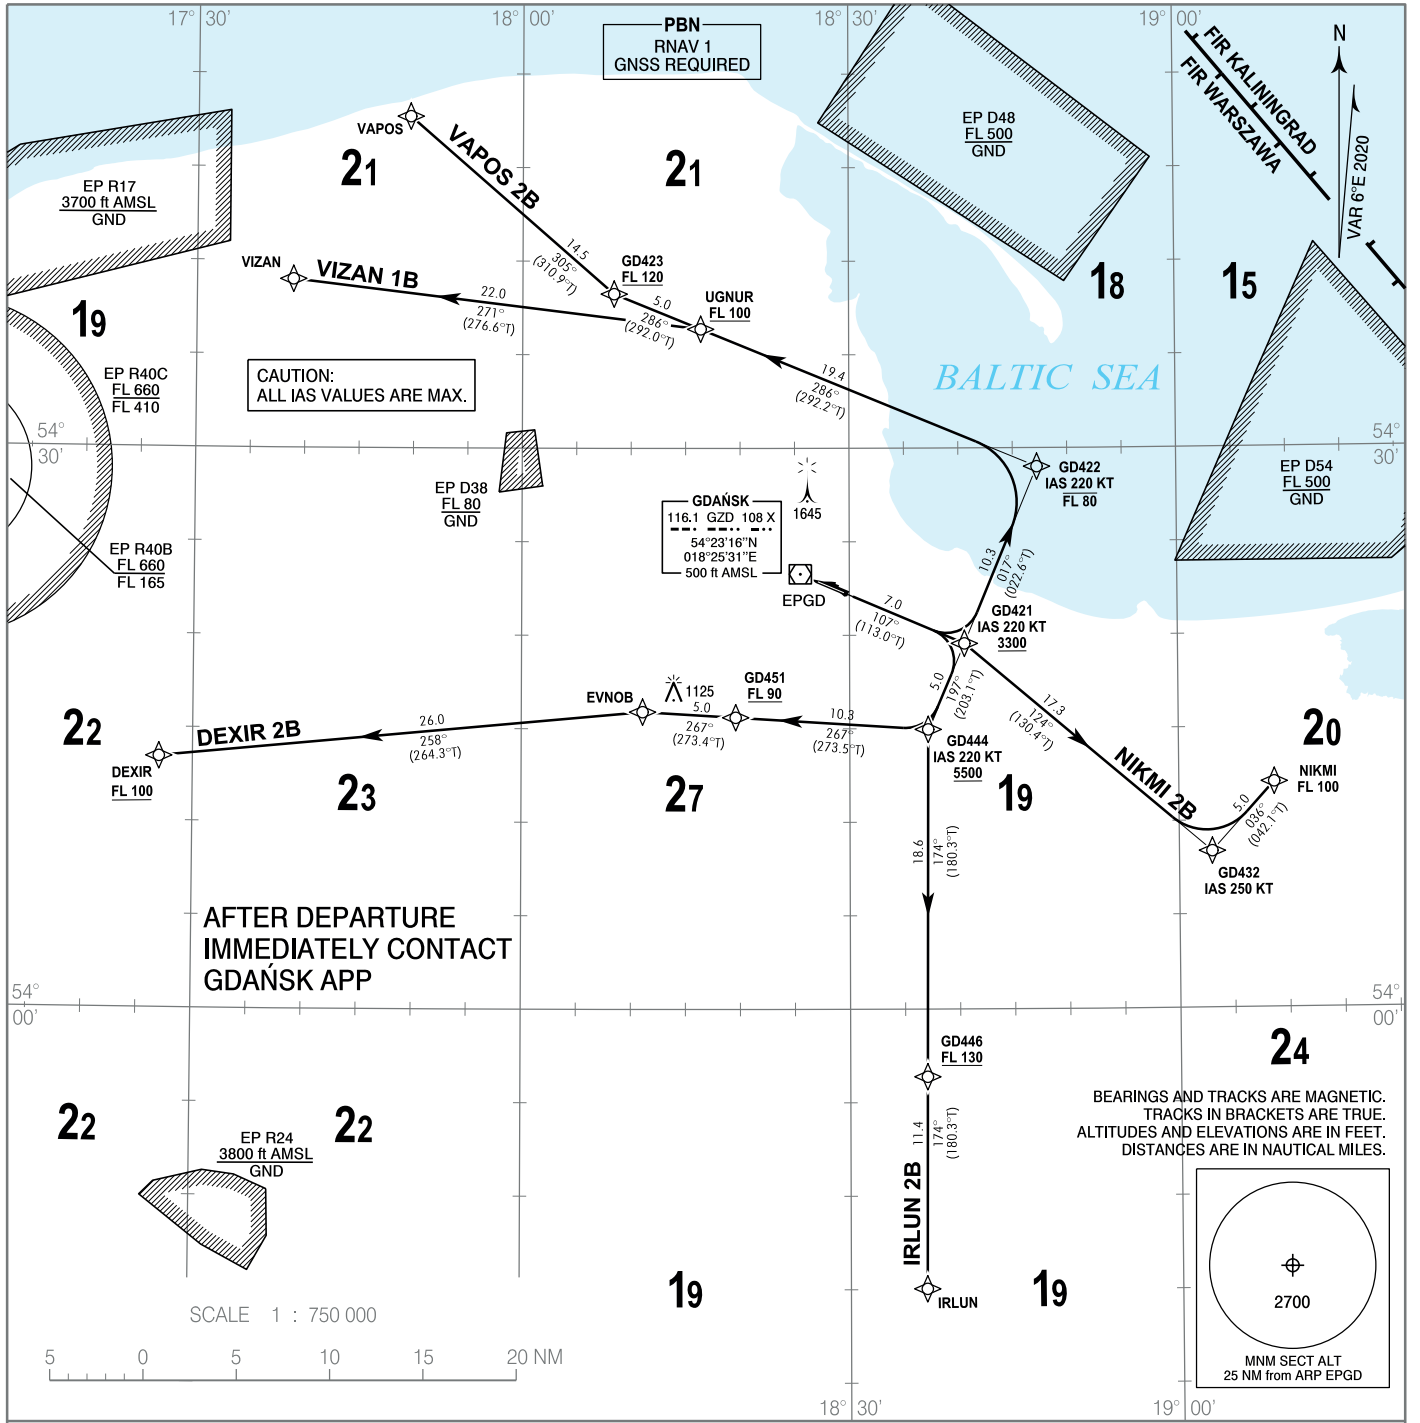 17° 30'
18° 00'
18° 30'
19° 00'
PBN
RNAV 1
GNSS REQUIRED
FIR KALININGRAD
FIR WARSZAWA
N
VAR 6°E 2020
VAPOS
VAPOS 2B
21
21
EP D48
FL 500
GND
EP R17
3700 ft AMSL
GND
14.5
305°
(310.9°T)
GD423
FL 120
VIZAN
VIZAN 1B
22.0
271°
(276.6°T)
5.0
286°
(292.0°T)
UGNUR
FL 100
18
15
19
EP R40C
FL 660
FL 410
CAUTION:
ALL IAS VALUES ARE MAX.
19.4
286°
(292.2°T)
BALTIC SEA
54°
30'
54°
30'
EP D38
FL 80
GND
1645
GD422
IAS 220 KT
FL 80
EP D54
FL 500
GND
GDAŃSK
116.1 GZD 108 X
54°23'16"N
018°25'31"E
500 ft AMSL
EPGD
EP R40B
FL 660
FL 165
10.3
017°
(022.6°T)
7.0
107°
(113.0°T)
GD421
IAS 220 KT
3300
5.0
197°
(203.1°T)
17.3
124°
(130.4°T)
EVNOB
1125
5.0
267°
(273.4°T)
GD451
FL 90
10.3
267°
(273.5°T)
GD444
IAS 220 KT
5500
22
DEXIR 2B
26.0
258°
(264.3°T)
DEXIR
FL 100
23
27
19
NIKMI 2B
20
NIKMI
FL 100
5.0
036°
(042.1°T)
GD432
IAS 250 KT
18.6
174°
(180.3°T)
AFTER DEPARTURE
IMMEDIATELY CONTACT
GDAŃSK APP
54°
00'
54°
00'
GD446
FL 130
24
22
22
EP R24
3800 ft AMSL
GND
11.4
174°
(180.3°T)
IRLUN 2B
BEARINGS AND TRACKS ARE MAGNETIC.
TRACKS IN BRACKETS ARE TRUE.
ALTITUDES AND ELEVATIONS ARE IN FEET.
DISTANCES ARE IN NAUTICAL MILES.
19
IRLUN
19
2700
MNM SECT ALT
25 NM from ARP EPGD
SCALE 1 : 750 000
5 0 5 10 15 20 NM
18° 30'
19° 00'